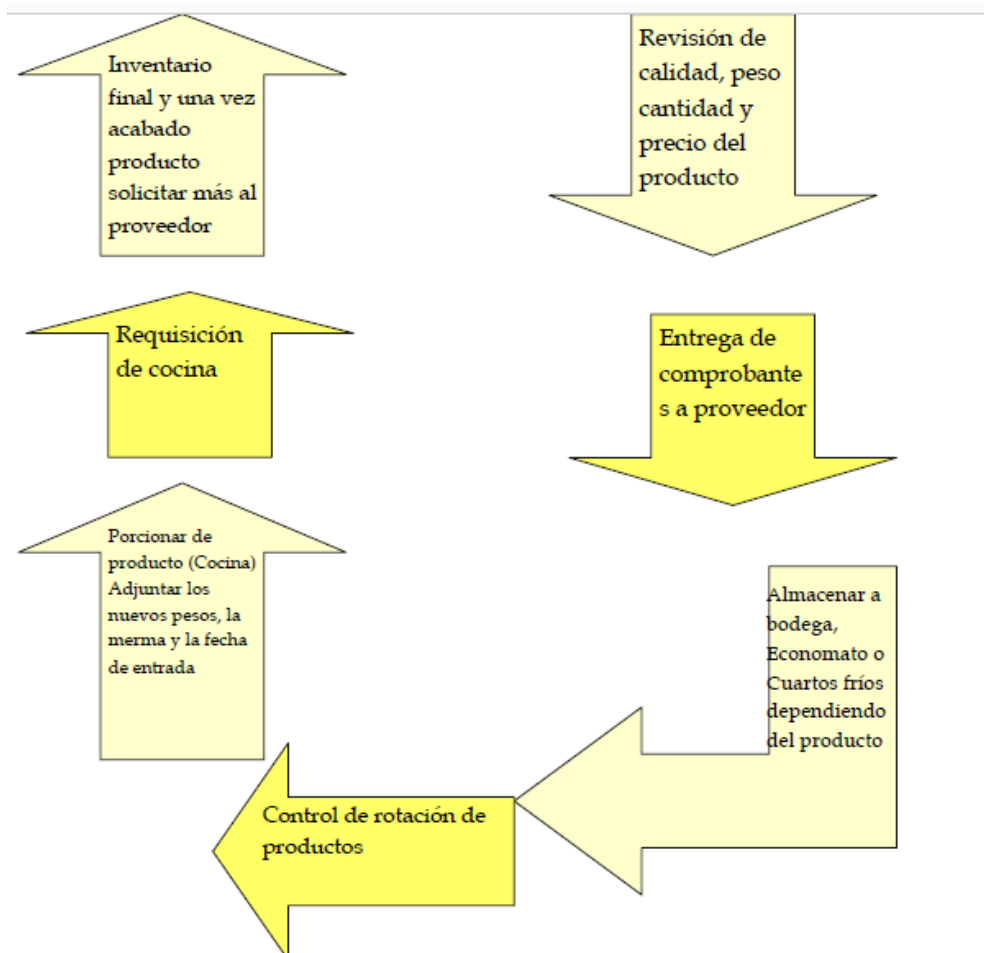 Inventario
final y una vez
acabado
producto
solicitar más al
proveedor
Revisión de
calidad, peso
cantidad y
precio del
producto
Requisición
de cocina
Entrega de
comprobante
s a proveedor
Porcionar de
producto (Cocina)
Adjuntar los
nuevos pesos, la
merma y la fecha
de entrada
Almacenar a
bodega,
Economato o
Cuartos fríos
dependiendo
del producto
Control de rotación de
productos